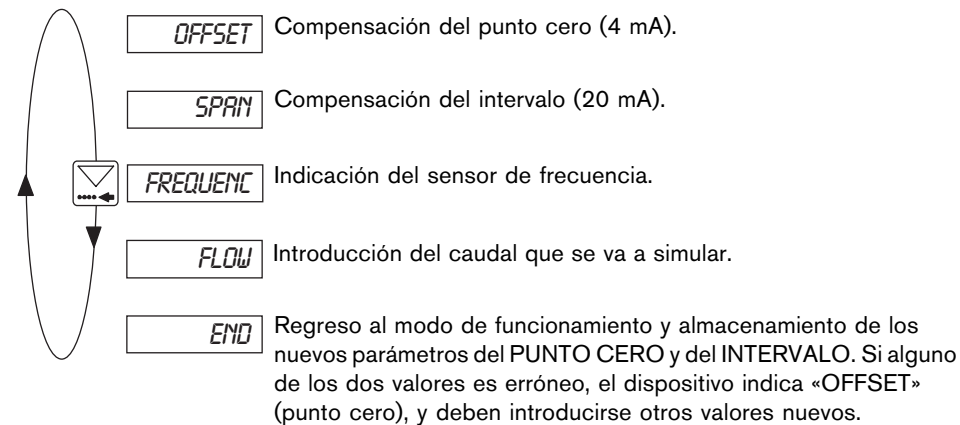 OFFSET Compensación del punto cero (4 mA).
SPAN Compensación del intervalo (20 mA).
FREQUENC Indicación del sensor de frecuencia.
FLOW Introducción del caudal que se va a simular.
END Regreso al modo de funcionamiento y almacenamiento de los
nuevos parámetros del PUNTO CERO y del INTERVALO. Si alguno
de los dos valores es erróneo, el dispositivo indica «OFFSET»
(punto cero), y deben introducirse otros valores nuevos.